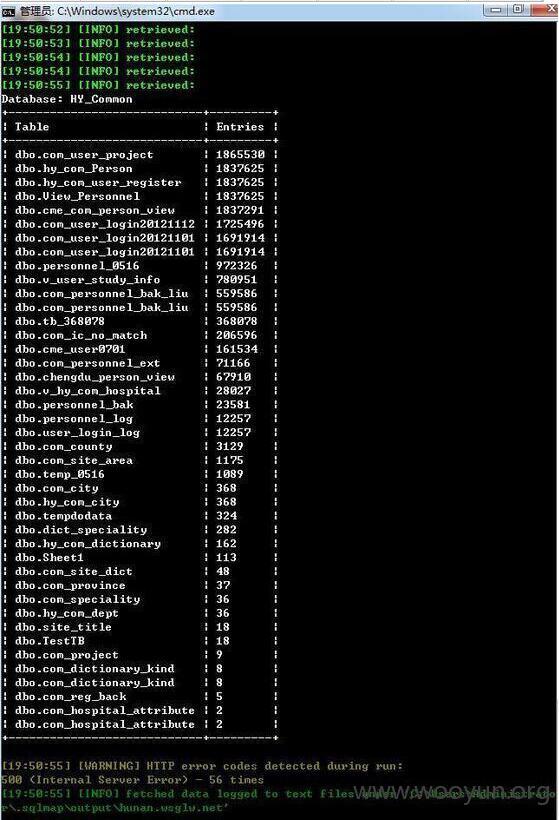 管理员: C:\Windows\system32\cmd.exe
[19:50:52] [INFO] retrieved:
[19:50:53] [INFO] retrieved:
[19:50:54] [INFO] retrieved:
[19:50:54] [INFO] retrieved:
[19:50:55] [INFO] retrieved:
Database: HY_Common
+----------------------------+---------+
| Table | Entries |
+----------------------------+---------+
| dbo.com_user_project | 1865530 |
| dbo.hy_com_Person | 1837625 |
| dbo.hy_com_user_register | 1837625 |
| dbo.View_Personnel | 1837625 |
| dbo.cme_com_person_view | 1837291 |
| dbo.com_user_login20121112 | 1725496 |
| dbo.com_user_login20121101 | 1691914 |
| dbo.com_user_login20121101 | 1691914 |
| dbo.personnel_0516 | 972326 |
| dbo.v_user_study_info | 780951 |
| dbo.com_personnel_bak_liu | 559586 |
| dbo.com_personnel_bak_liu | 559586 |
| dbo.tb_368078 | 368078 |
| dbo.com_ic_no_match | 206596 |
| dbo.cme_user0701 | 161534 |
| dbo.com_personnel_ext | 71166 |
| dbo.chengdu_person_view | 67910 |
| dbo.v_hy_com_hospital | 28027 |
| dbo.personnel_bak | 23581 |
| dbo.personnel_log | 12257 |
| dbo.user_login_log | 12257 |
| dbo.com_county | 3129 |
| dbo.com_site_area | 1175 |
| dbo.temp_0516 | 1089 |
| dbo.com_city | 368 |
| dbo.hy_com_city | 368 |
| dbo.tempdodata | 324 |
| dbo.dict_speciality | 282 |
| dbo.hy_com_dictionary | 162 |
| dbo.Sheet1 | 113 |
| dbo.com_site_dict | 48 |
| dbo.com_province | 37 |
| dbo.com_speciality | 36 |
| dbo.hy_com_dept | 36 |
| dbo.site_title | 18 |
| dbo.TestTB | 18 |
| dbo.com_project | 9 |
| dbo.com_dictionary_kind | 8 |
| dbo.com_dictionary_kind | 8 |
| dbo.com_reg_back | 5 |
| dbo.com_hospital_attribute | 2 |
| dbo.com_hospital_attribute | 2 |
+----------------------------+---------+
[19:50:55] [WARNING] HTTP error codes detected during run:
500 (Internal Server Error) - 56 times
[19:50:55] [INFO] fetched data logged to text files under 'C:\Users\Administrato
r\.sqlmap\output\hunan.wsglw.net'
www.wooyun.org